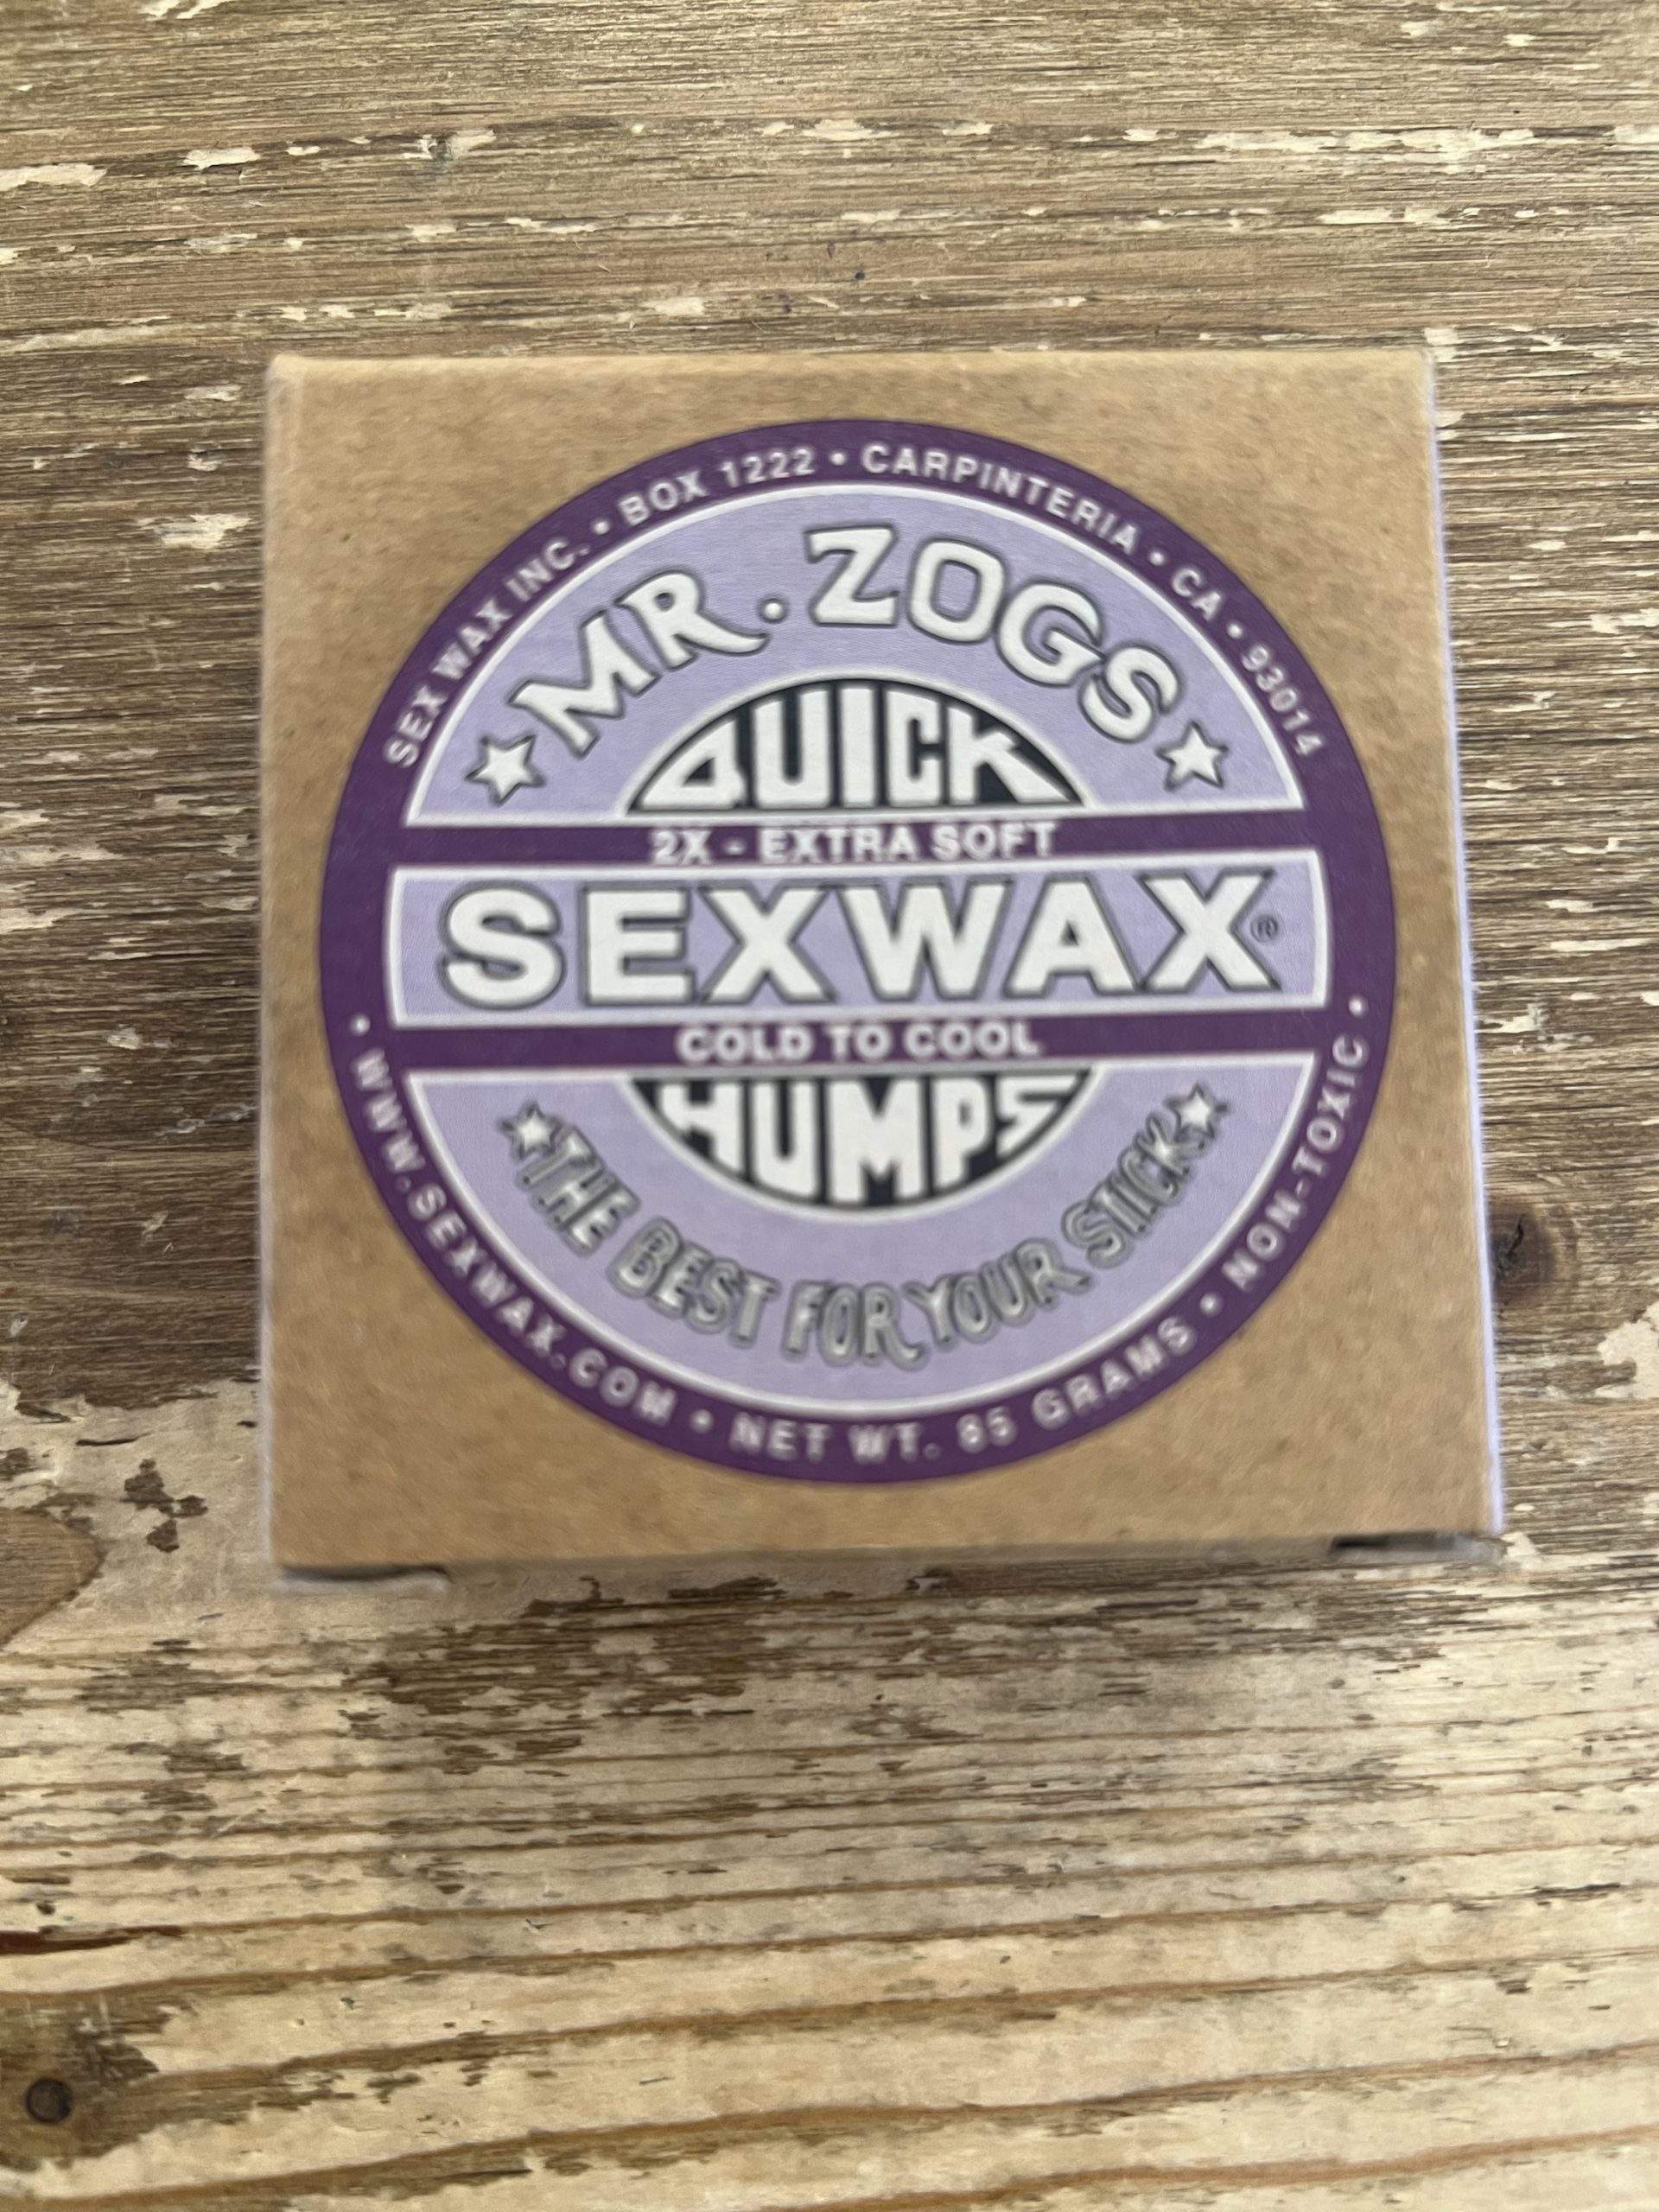 SEX WAX INC. • BOX 1222 • CARPINTERIA • CA • 93014
MR. ZOGS
QUICK
2X - EXTRA SOFT
SEXWAX®
COLD TO COOL
HUMPS
THE BEST FOR YOUR STICK
• WWW.SEXWAX.COM • NET WT. 85 GRAMS • NON-TOXIC •